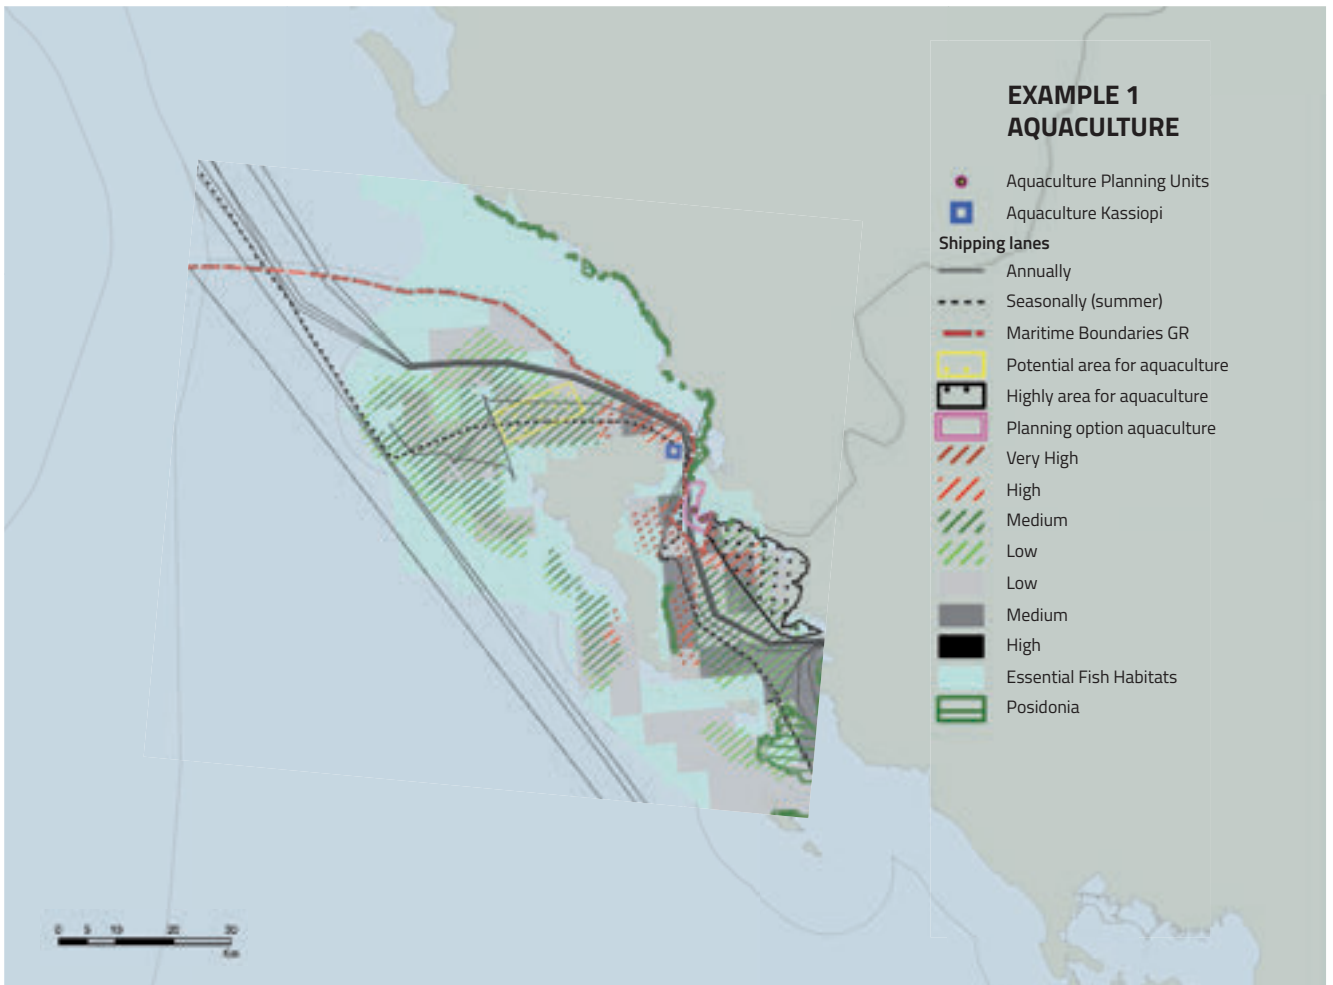 EXAMPLE 1
AQUACULTURE
Aquaculture Planning Units
Aquaculture Kassiopi
Shipping lanes
Annually
Seasonally (summer)
Maritime Boundaries GR
Potential area for aquaculture
Highly area for aquaculture
Planning option aquaculture
Very High
High
Medium
Low
Low
Medium
High
Essential Fish Habitats
Posidonia
0 5 10 20 30